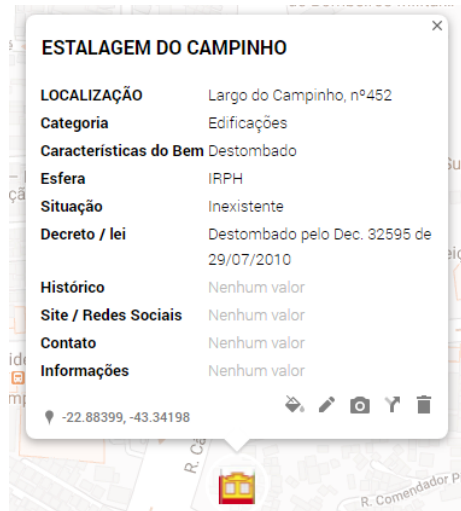 ESTALAGEM DO CAMPINHO
LOCALIZAÇÃO Largo do Campinho, nº452
Categoria Edificações
Características do Bem Destombado
Esfera IRPH
Situação Inexistente
Decreto / lei Destombado pelo Dec. 32595 de
29/07/2010
Histórico Nenhum valor
Site / Redes Sociais Nenhum valor
Contato Nenhum valor
Informações Nenhum valor
-22.88399, -43.34198
R. Comendador P